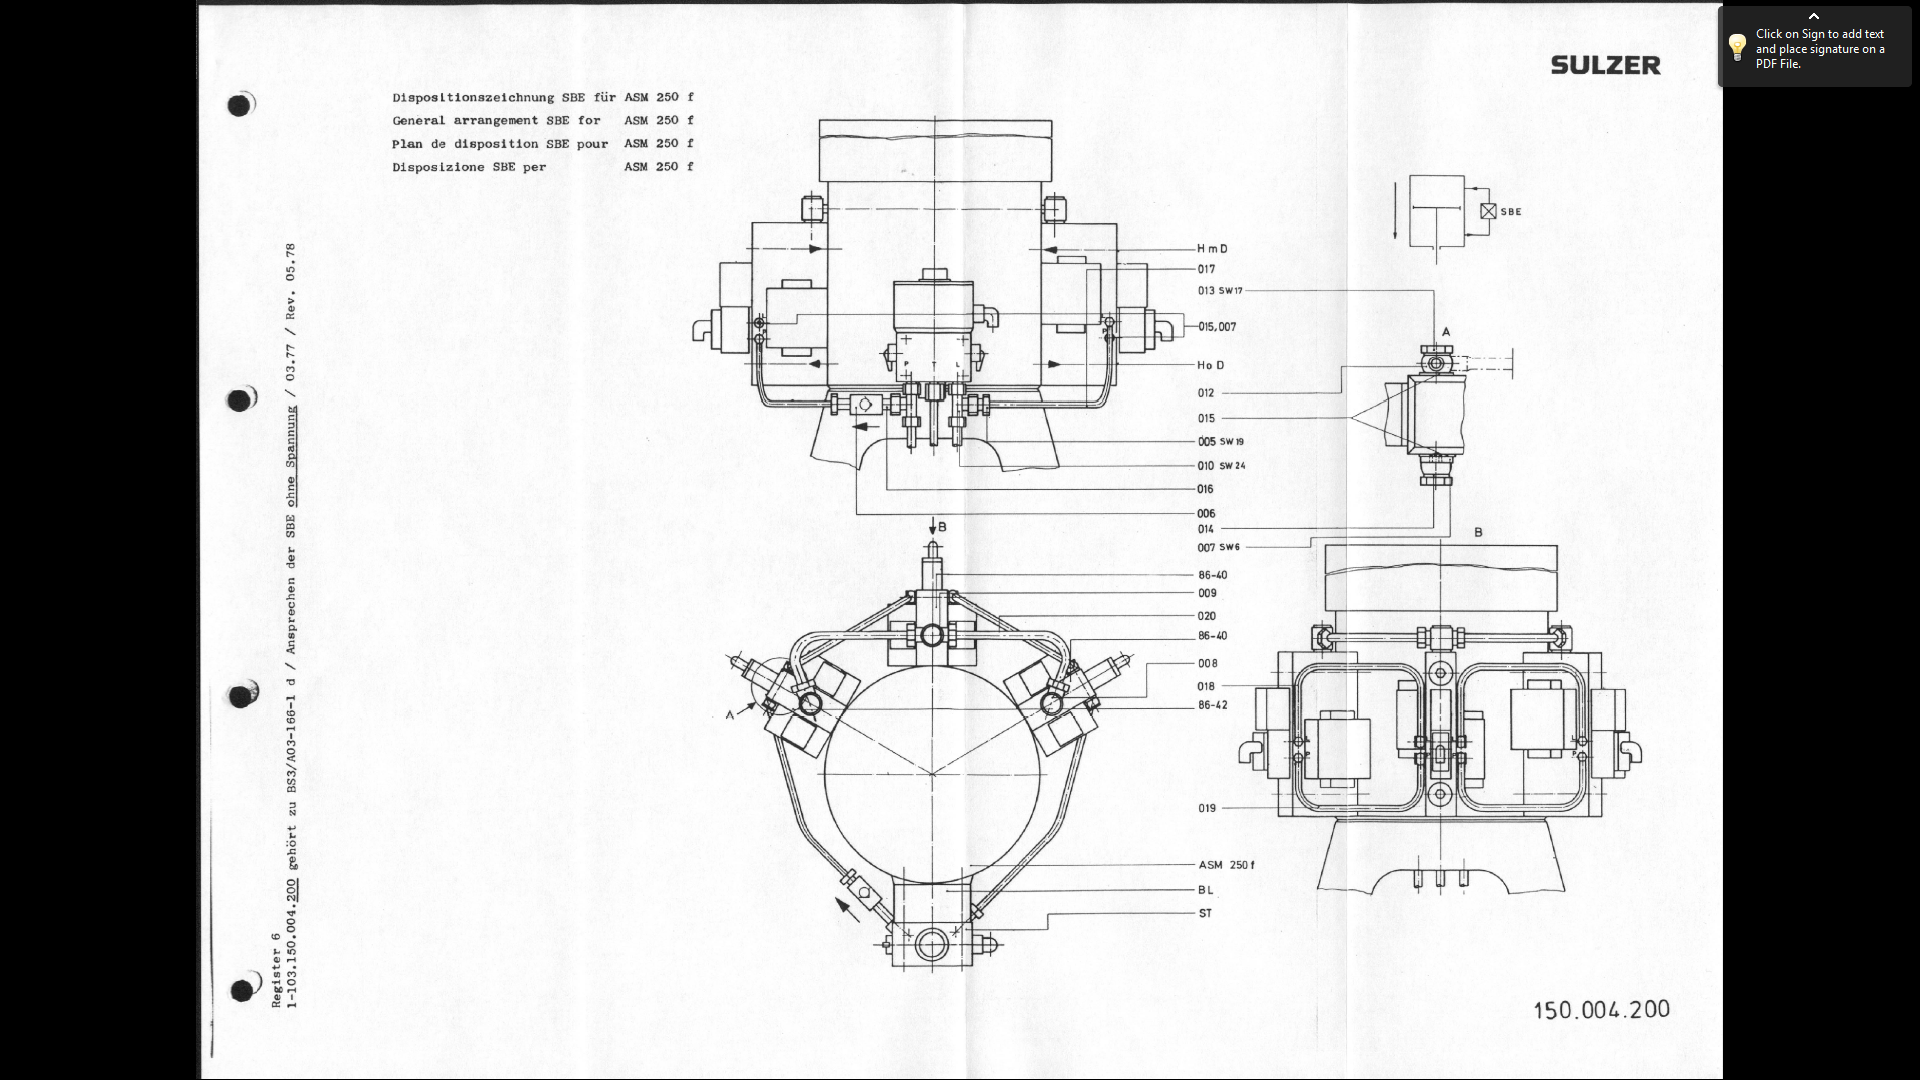 Click on Sign to add text
and place signature on a
PDF File.
SULZER
Dispositionszeichnung SBE für ASM 250 f
General arrangement SBE for ASM 250 f
Plan de disposition SBE pour ASM 250 f
Disposizione SBE per ASM 250 f
SBE
H m D
017
013 SW17
015,007
Ho D
012
015
005 SW19
010 SW 24
016
006
014
007 SW6
A
P T L
P
P
B
B
86-40
009
020
86-40
008
018
86-42
A
L
P
L
P
019
ASM 250 f
BL
ST
Register 6
1-103.150.004.200 gehört zu BS3/A03-166-1 d / Ansprechen der SBE ohne Spannung / 03.77 / Rev. 05.78
150.004.200